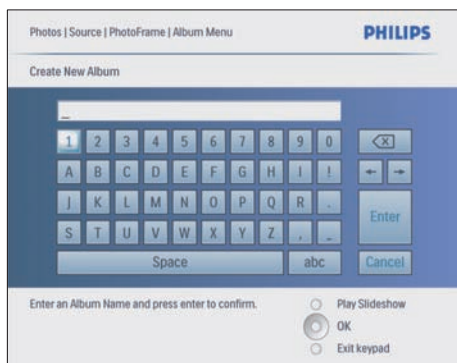 Photos | Source | PhotoFrame | Album Menu PHILIPS
Create New Album
_
1 2 3 4 5 6 7 8 9 0
A B C D E F G H I !
J K L M N O P Q R .
Enter
S T U V W X Y Z , _
Space abc Cancel
Enter an Album Name and press enter to confirm.
Play Slideshow
OK
Exit keypad